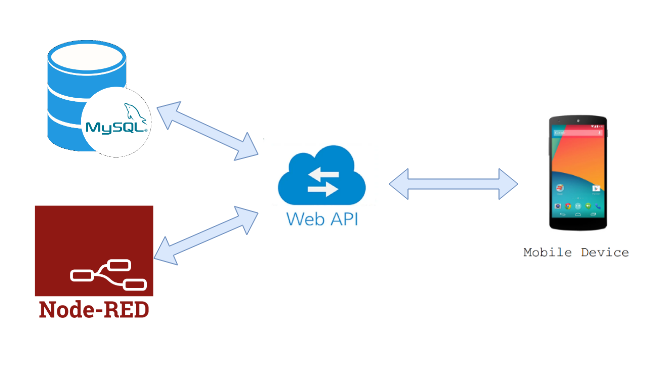 MySQL
Web API
Mobile Device
Node-RED